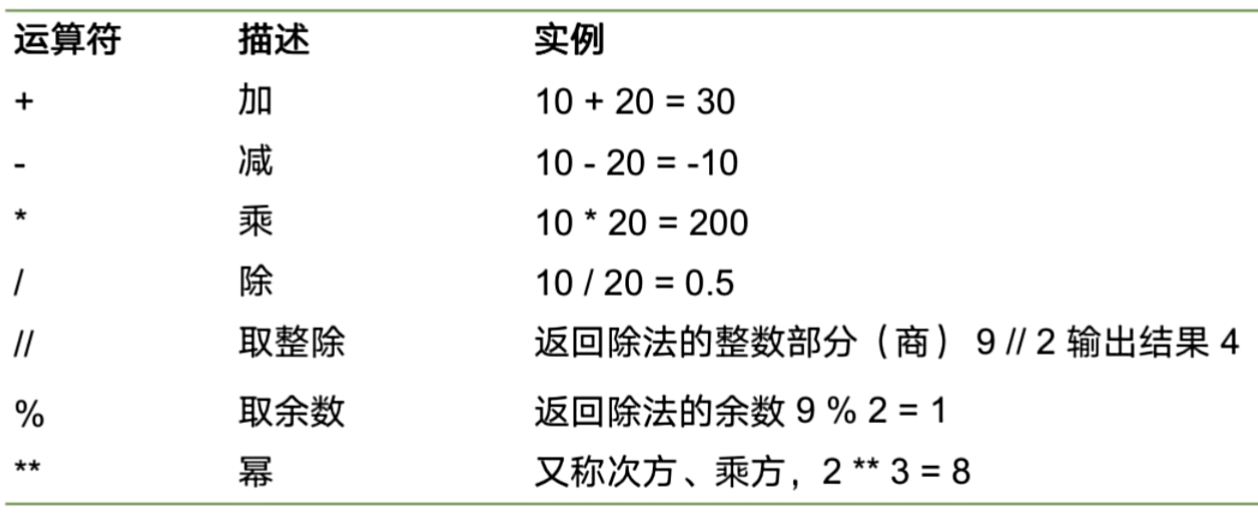 运算符 描述 实例
+ 加 10 + 20 = 30
- 减 10 - 20 = -10
* 乘 10 * 20 = 200
/ 除 10 / 20 = 0.5
// 取整除 返回除法的整数部分（商） 9 // 2 输出结果 4
% 取余数 返回除法的余数 9 % 2 = 1
** 幂 又称次方、乘方，2 ** 3 = 8